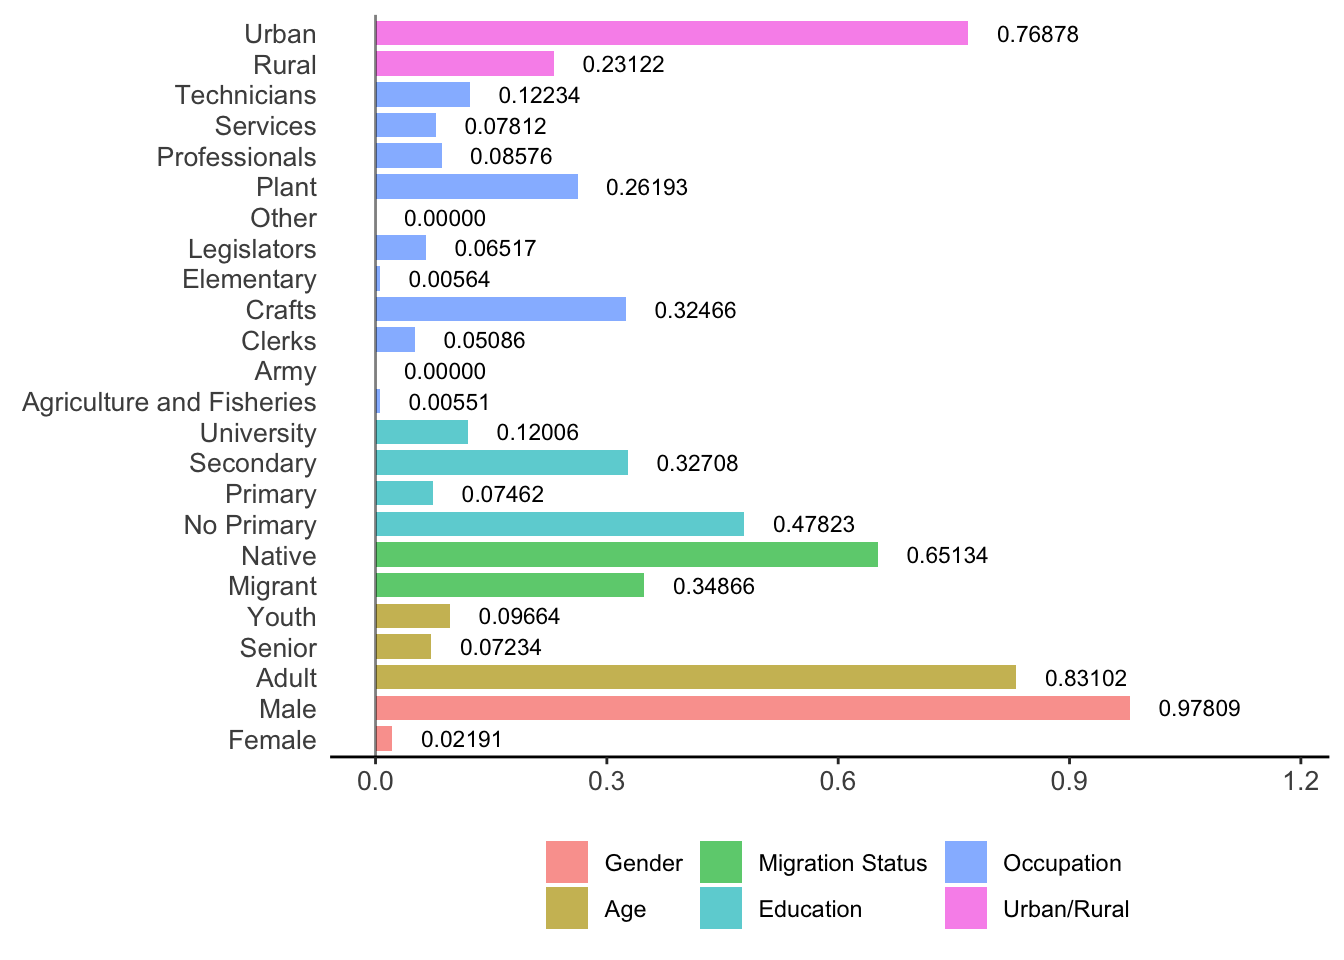 Urban 0.76878
Rural 0.23122
Technicians 0.12234
Services 0.07812
Professionals 0.08576
Plant 0.26193
Other 0.00000
Legislators 0.06517
Elementary 0.00564
Crafts 0.32466
Clerks 0.05086
Army 0.00000
Agriculture and Fisheries 0.00551
University 0.12006
Secondary 0.32708
Primary 0.07462
No Primary 0.47823
Native 0.65134
Migrant 0.34866
Youth 0.09664
Senior 0.07234
Adult 0.83102
Male 0.97809
Female 0.02191
0.0 0.3 0.6 0.9 1.2
Gender Migration Status Occupation
Age Education Urban/Rural